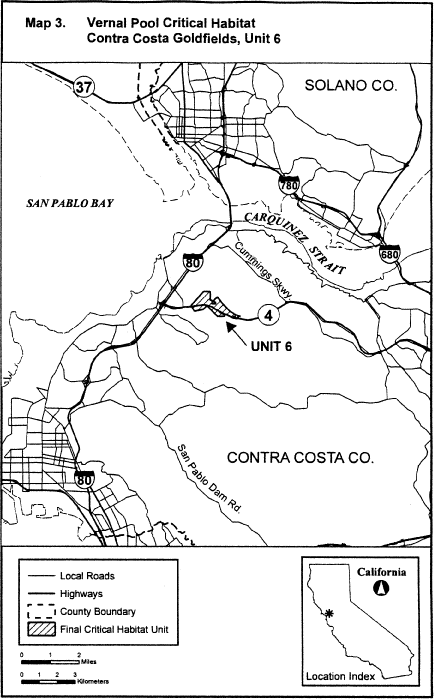 Map 3. Vernal Pool Critical Habitat
Contra Costa Goldfields, Unit 6
37
SOLANO CO.
780
SAN PABLO BAY
CARQUINEZ STRAIT
680
80
Cummings Skwy.
4
UNIT 6
CONTRA COSTA CO.
San Pablo Dam Rd.
80
Local Roads
Highways
County Boundary
Final Critical Habitat Unit
0 1 2
Miles
0 1 2 3
Kilometers
California
Location Index